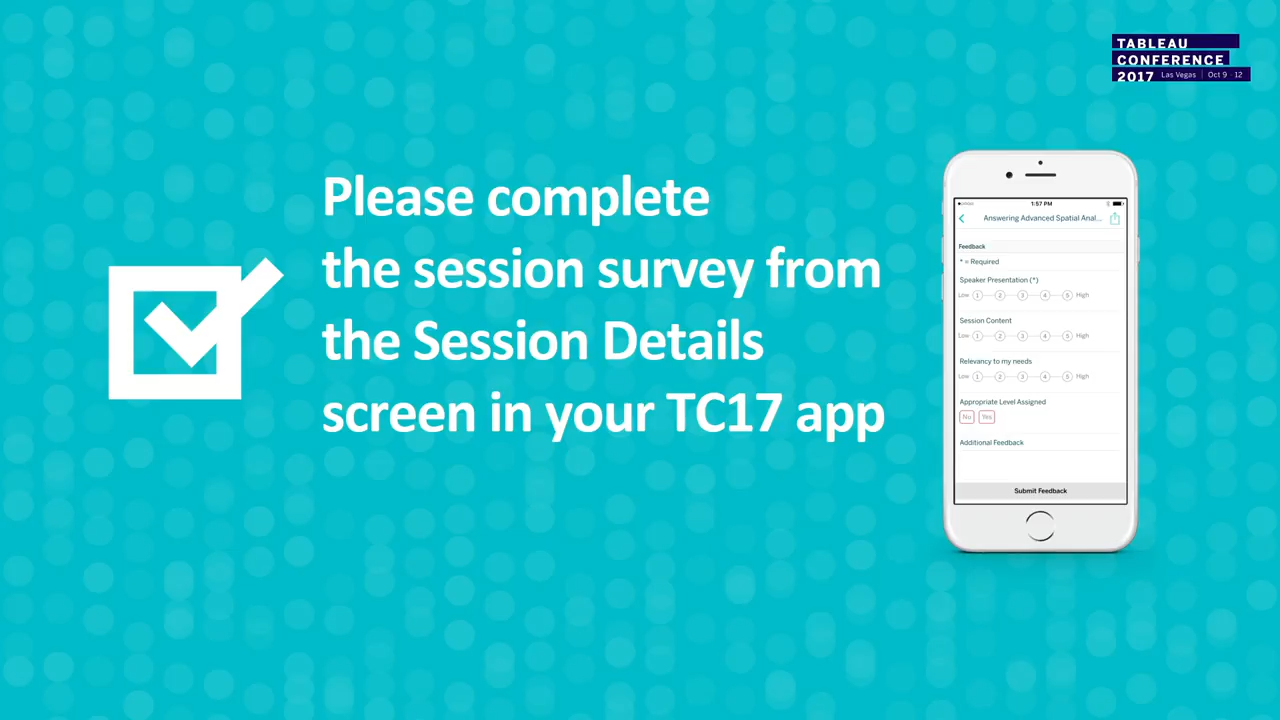 TABLEAU
CONFERENCE
2017 Las Vegas | Oct 9 - 12
Please complete
the session survey from
the Session Details
screen in your TC17 app
1:57 PM
Answering Advanced Spatial Anal...
Feedback
* = Required
Speaker Presentation (*)
Low 1 2 3 4 5 High
Session Content
Low 1 2 3 4 5 High
Relevancy to my needs
Low 1 2 3 4 5 High
Appropriate Level Assigned
No Yes
Additional Feedback
Submit Feedback